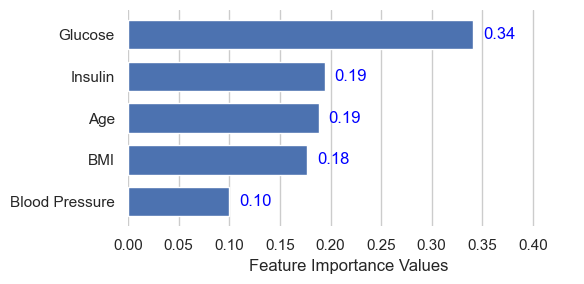 Glucose 0.34
Insulin 0.19
Age 0.19
BMI 0.18
Blood Pressure 0.10
0.00 0.05 0.10 0.15 0.20 0.25 0.30 0.35 0.40
Feature Importance Values